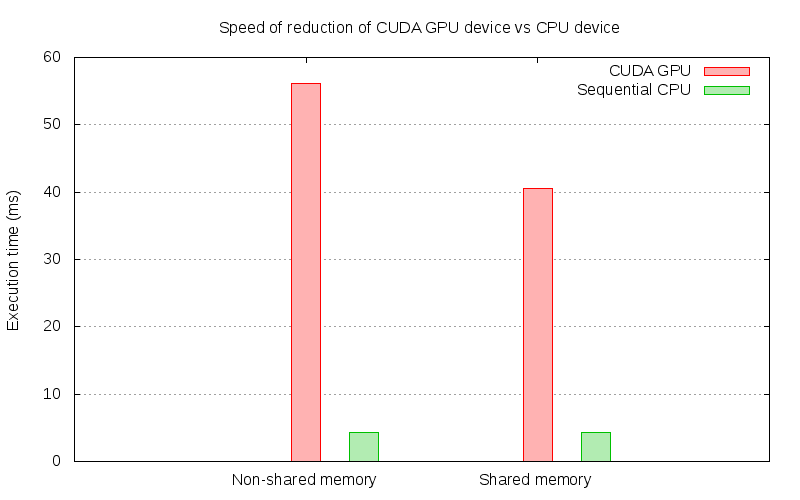 Speed of reduction of CUDA GPU device vs CPU device
CUDA GPU
Sequential CPU
Execution time (ms)
60
50
40
30
20
10
0
Non-shared memory
Shared memory